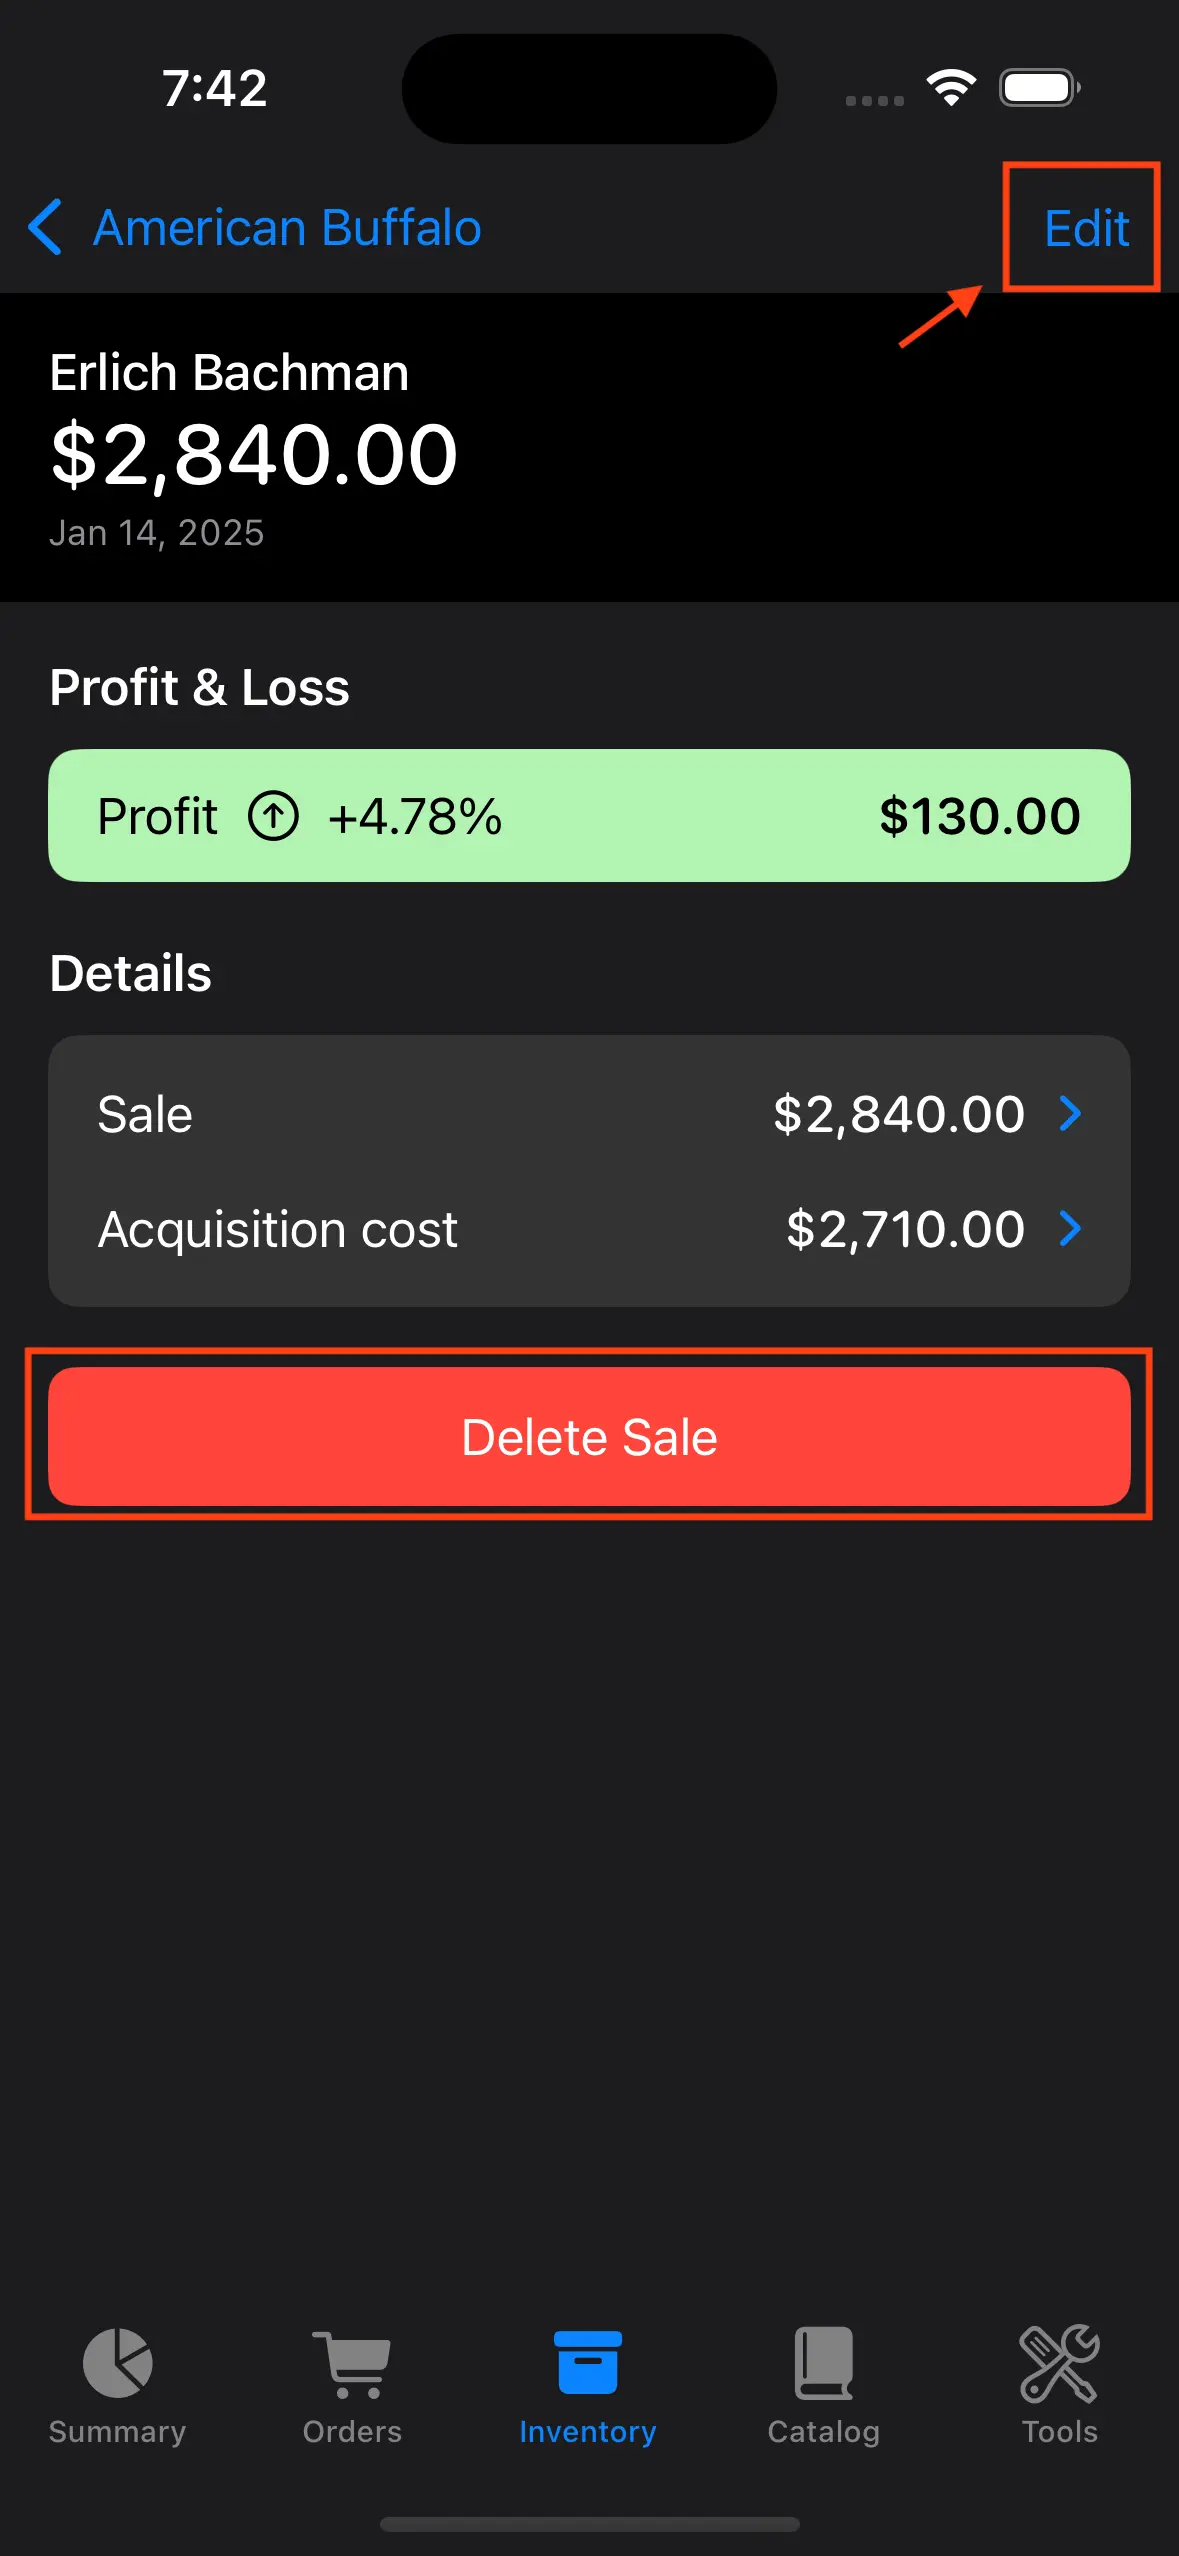 7:42
American Buffalo
Edit
Erlich Bachman
$2,840.00
Jan 14, 2025
Profit & Loss
Profit +4.78% $130.00
Details
Sale $2,840.00
Acquisition cost $2,710.00
Delete Sale
Summary Orders Inventory Catalog Tools